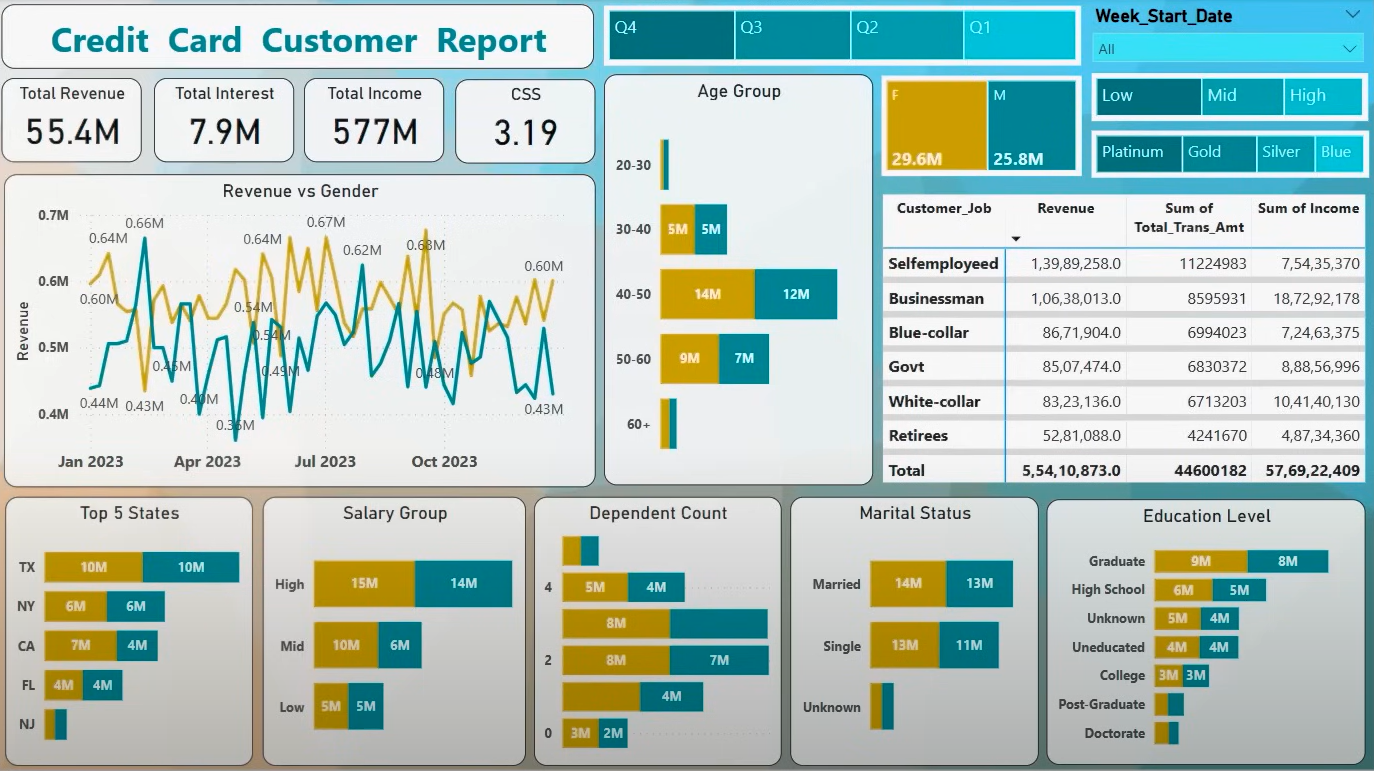 Credit Card Customer Report
Q4
Q3
Q2
Q1
Week_Start_Date
All
Total Revenue
55.4M
Total Interest
7.9M
Total Income
577M
CSS
3.19
Age Group
20-30
30-40
5M
5M
40-50
14M
12M
50-60
9M
7M
60+
F
29.6M
M
25.8M
Low
Mid
High
Platinum
Gold
Silver
Blue
Revenue vs Gender
Revenue
0.7M
0.6M
0.5M
0.4M
0.64M
0.66M
0.64M
0.67M
0.62M
0.68M
0.60M
0.60M
0.54M
0.54M
0.45M
0.49M
0.48M
0.44M
0.43M
0.40M
0.36M
0.43M
Jan 2023
Apr 2023
Jul 2023
Oct 2023
Customer_Job Revenue Sum of Total_Trans_Amt Sum of Income
Selfemployeed 1,39,89,258.0 11224983 7,54,35,370
Businessman 1,06,38,013.0 8595931 18,72,92,178
Blue-collar 86,71,904.0 6994023 7,24,63,375
Govt 85,07,474.0 6830372 8,88,56,996
White-collar 83,23,136.0 6713203 10,41,40,130
Retirees 52,81,088.0 4241670 4,87,34,360
Total 5,54,10,873.0 44600182 57,69,22,409
Top 5 States
TX 10M 10M
NY 6M 6M
CA 7M 4M
FL 4M 4M
NJ
Salary Group
High 15M 14M
Mid 10M 6M
Low 5M 5M
Dependent Count
4 5M 4M
8M
2 8M 7M
4M
0 3M 2M
Marital Status
Married 14M 13M
Single 13M 11M
Unknown
Education Level
Graduate 9M 8M
High School 6M 5M
Unknown 5M 4M
Uneducated 4M 4M
College 3M 3M
Post-Graduate
Doctorate